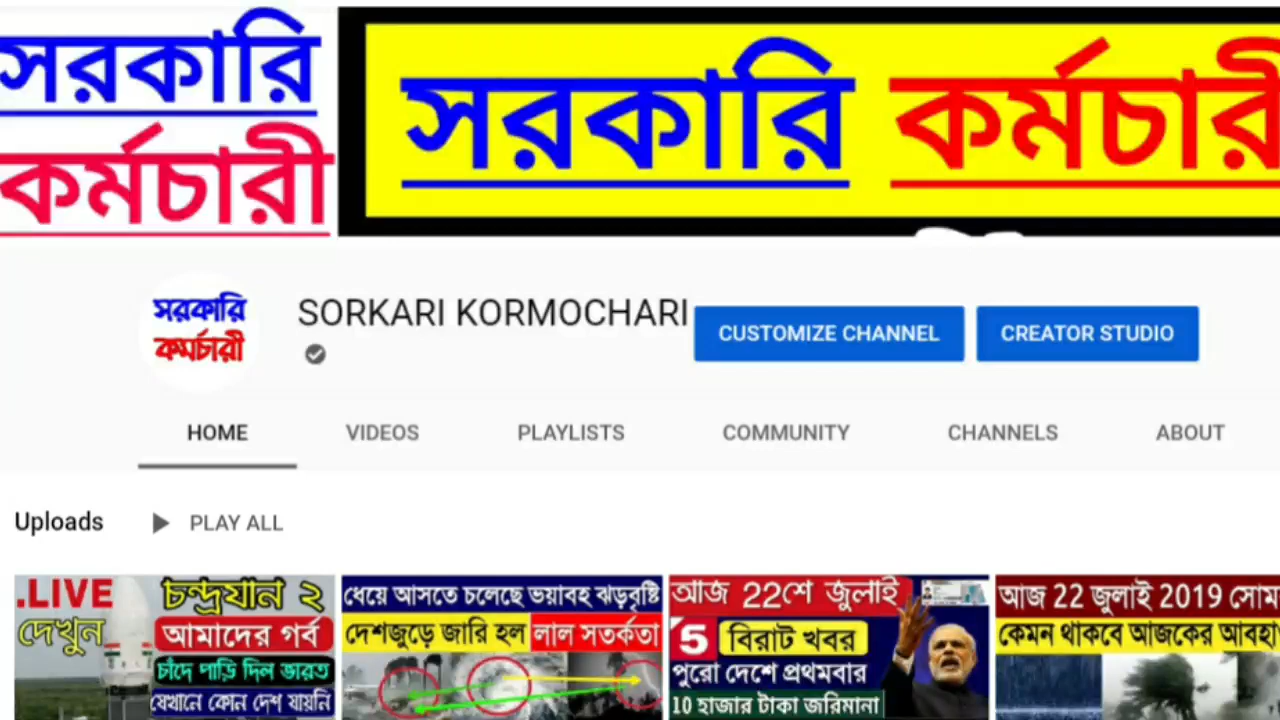 সরকারি
কর্মচারী
সরকারি কর্মচারী
সরকারি
কর্মচারী
SORKARI KORMOCHARI
CUSTOMIZE CHANNEL
CREATOR STUDIO
HOME VIDEOS PLAYLISTS COMMUNITY CHANNELS ABOUT
Uploads PLAY ALL
.LIVE
দেখুন
চন্দ্রযান ২
আমাদের গর্ব
চাঁদে পাড়ি দিল ভারত
যেখানে কোন দেশ যায়নি
ধেয়ে আসতে চলেছে ভয়াবহ ঝড়বৃষ্টি
দেশজুড়ে জারি হল লাল সতর্কতা
আজ 22শে জুলাই
5 বিরাট খবর
পুরো দেশে প্রথমবার
10 হাজার টাকা জরিমানা
আজ 22 জুলাই 2019 সোম
কেমন থাকবে আজকের আবহা